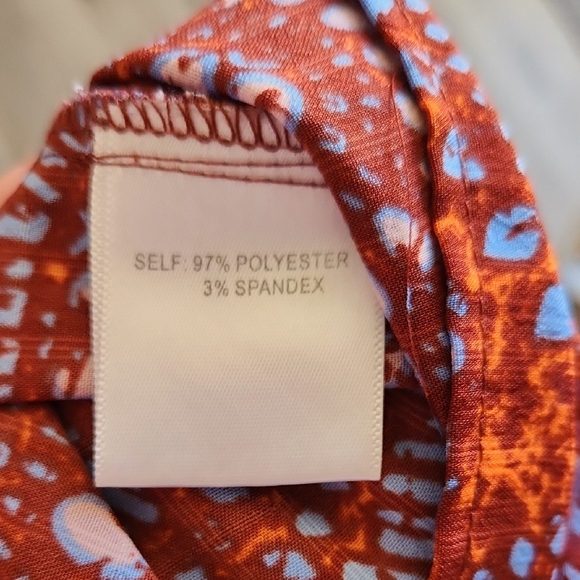 SELF: 97% POLYESTER
3% SPANDEX